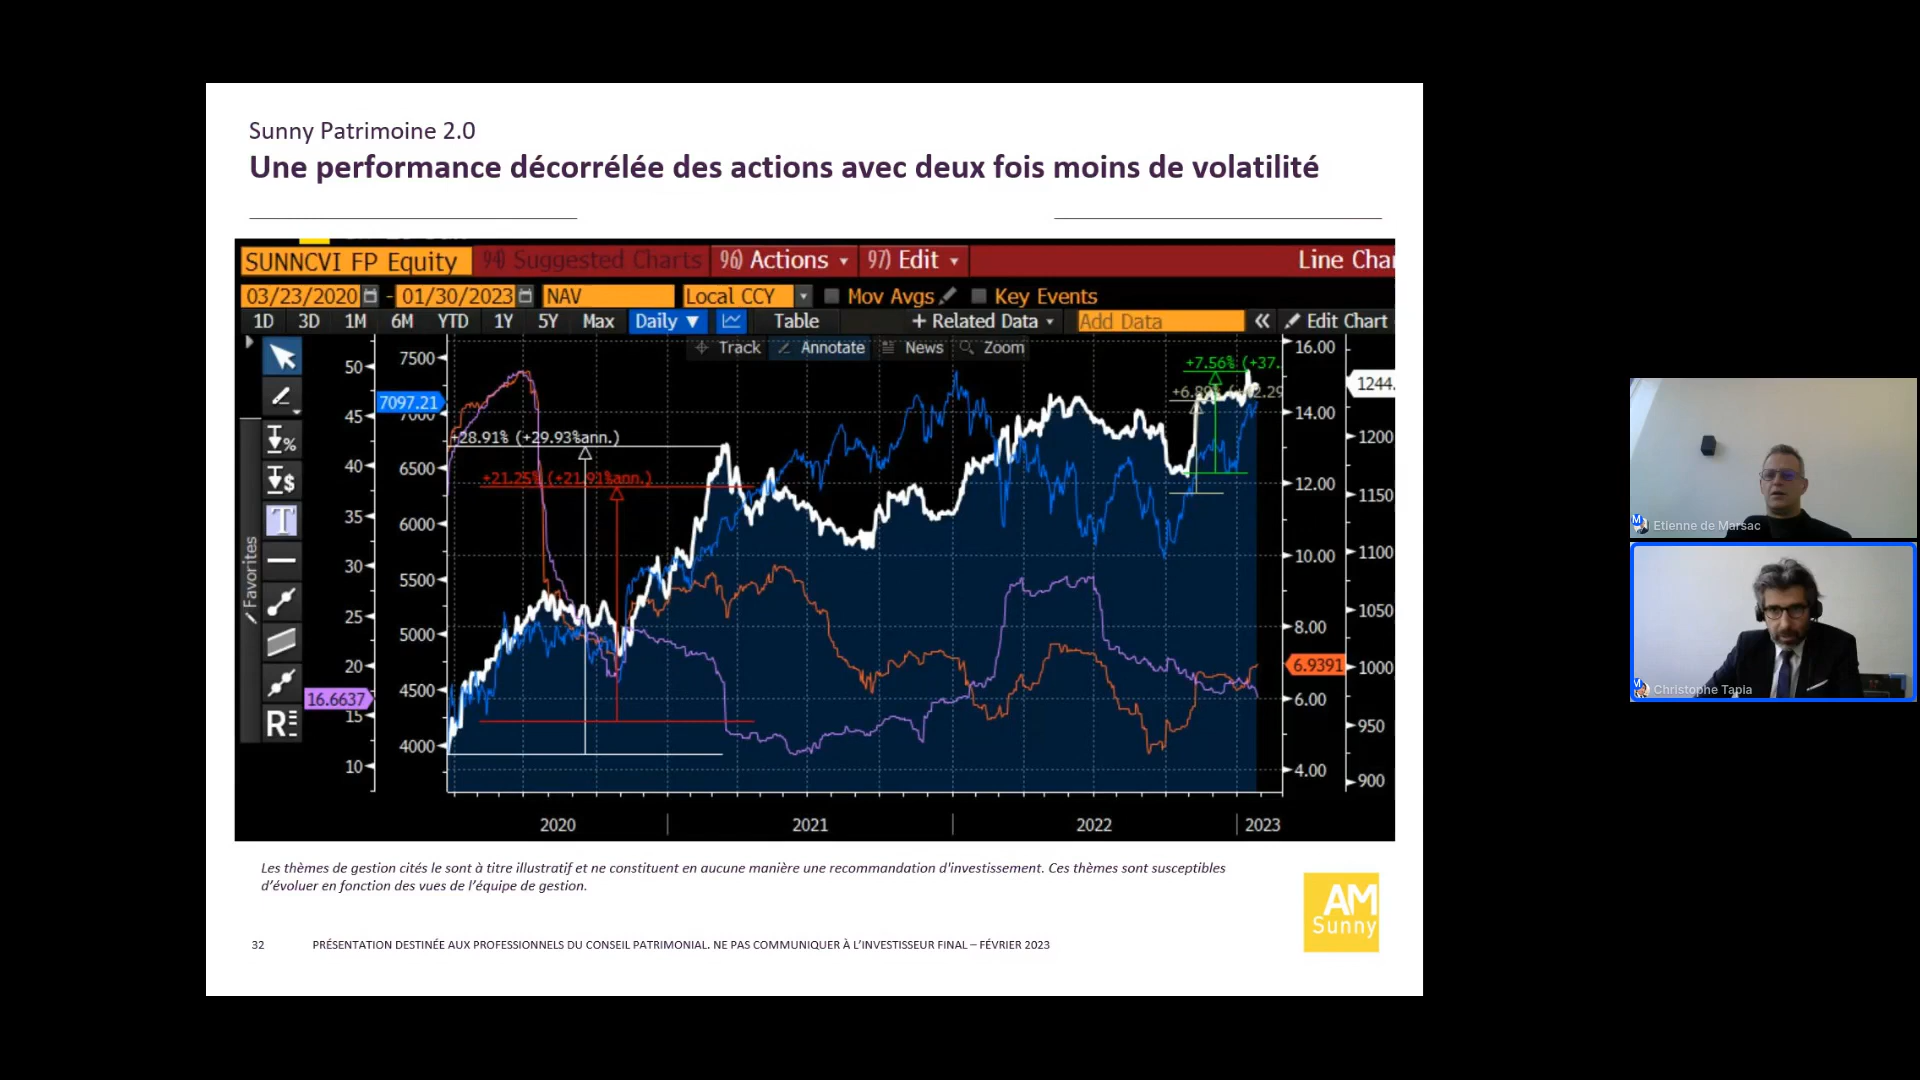 Sunny Patrimoine 2.0
Une performance décorrélée des actions avec deux fois moins de volatilité
SUNNCVI FP Equity 94) Suggested Charts 96) Actions 97) Edit Line Char
03/23/2020 - 01/30/2023 NAV Local CCY Mov Avgs Key Events
1D 3D 1M 6M YTD 1Y 5Y Max Daily ▼ Table + Related Data Add Data « Edit Chart
Track Annotate News Zoom
Favorites
50
45
40
35
30
25
20
16.6637
15
10
7500
7097.21
7000
6500
6000
5500
5000
4500
4000
+28.91% (+29.93%ann.)
+21.25% (+21.91%ann.)
+7.56% (+37.
16.00
14.00
12.00
10.00
8.00
6.9391
6.00
4.00
1244.
1200
1150
1100
1050
1000
950
900
2020 2021 2022 2023
Les thèmes de gestion cités le sont à titre illustratif et ne constituent en aucune manière une recommandation d'investissement. Ces thèmes sont susceptibles
d'évoluer en fonction des vues de l'équipe de gestion.
AM
Sunny
32 PRÉSENTATION DESTINÉE AUX PROFESSIONNELS DU CONSEIL PATRIMONIAL. NE PAS COMMUNIQUER À L'INVESTISSEUR FINAL – FÉVRIER 2023
Etienne de Marsac
Christophe Tapia